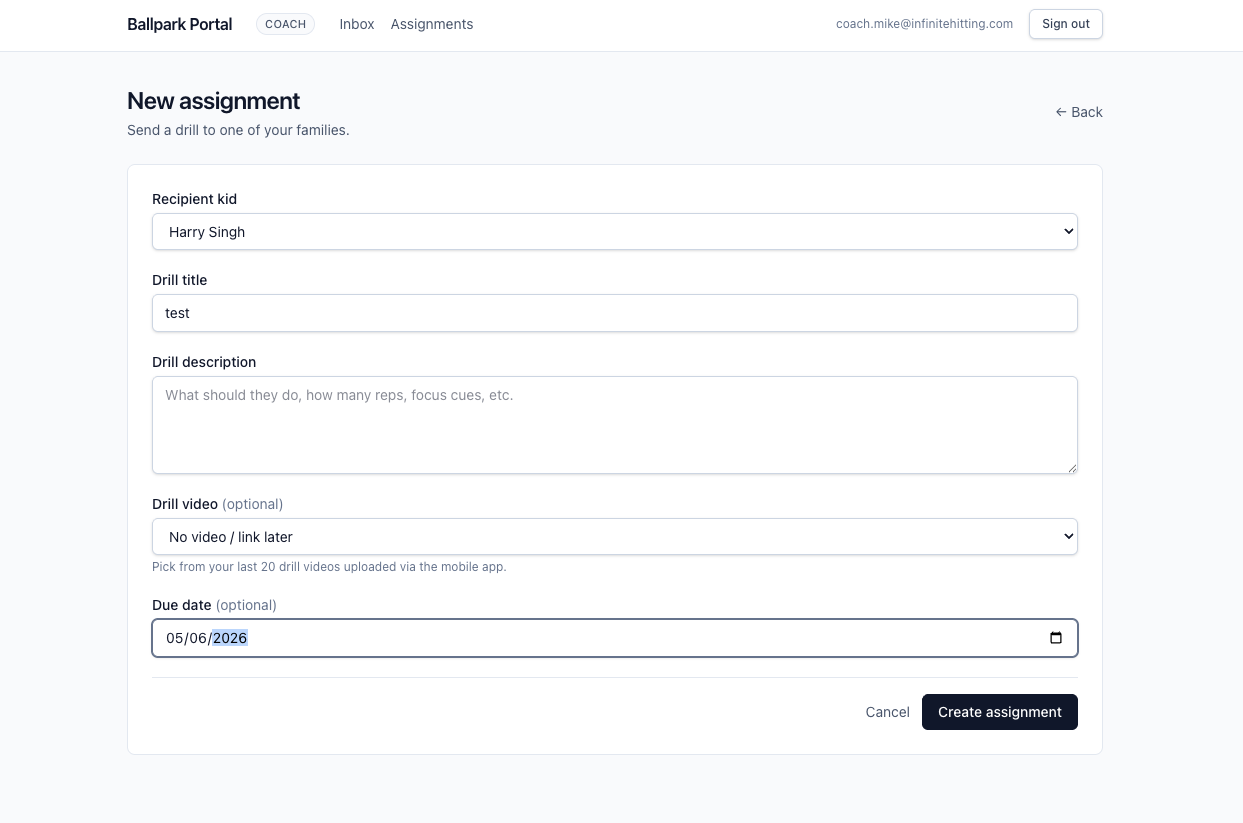 Ballpark Portal COACH Inbox Assignments coach.mike@infinitehitting.com Sign out
New assignment
← Back
Send a drill to one of your families.
Recipient kid
Harry Singh
Drill title
test
Drill description
What should they do, how many reps, focus cues, etc.
Drill video (optional)
No video / link later
Pick from your last 20 drill videos uploaded via the mobile app.
Due date (optional)
05/06/2026
Cancel Create assignment